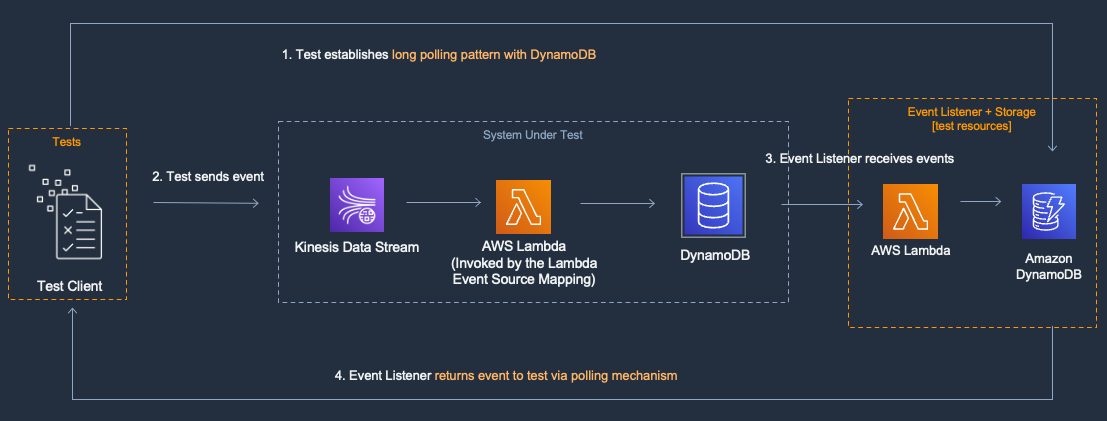 1. Test establishes long polling pattern with DynamoDB
Tests
Test Client
2. Test sends event
System Under Test
Kinesis Data Stream
AWS Lambda
(Invoked by the Lambda
Event Source Mapping)
DynamoDB
3. Event Listener receives events
Event Listener + Storage
[test resources]
AWS Lambda
Amazon
DynamoDB
4. Event Listener returns event to test via polling mechanism